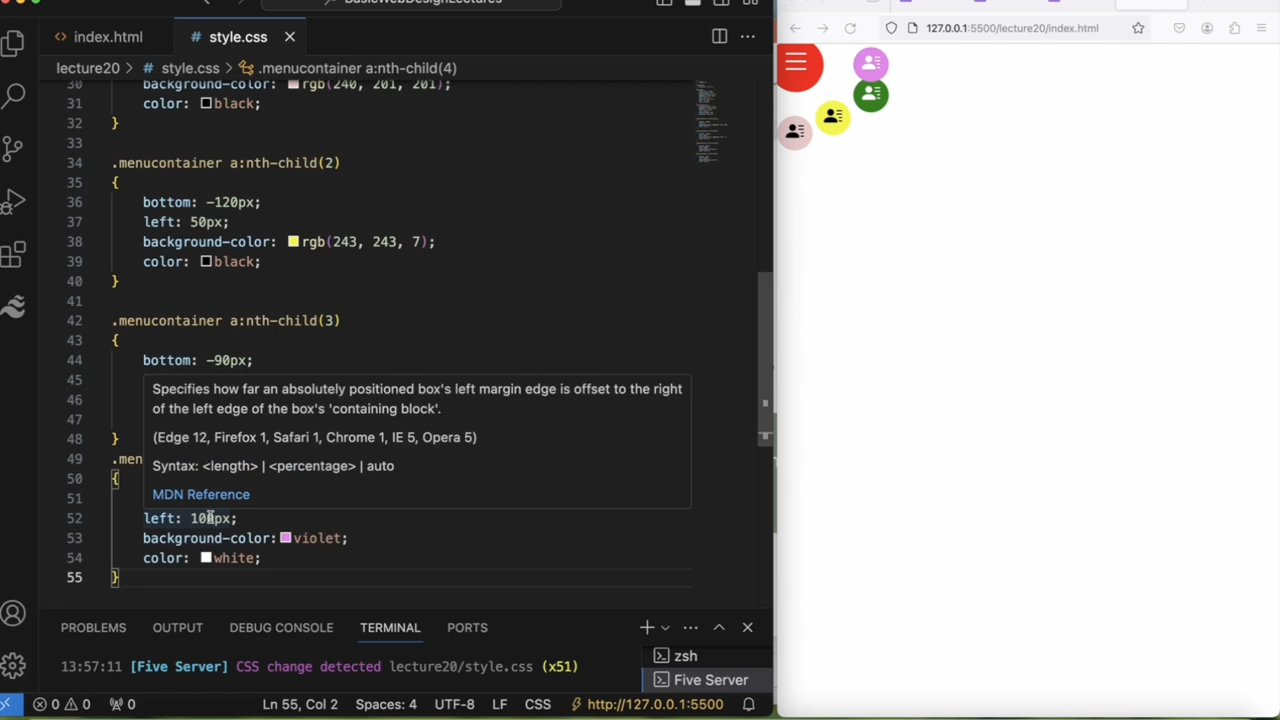 BasicWebDesignLectures
<> index.html
# style.css ×
lecture20 > # style.css > .menucontainer a:nth-child(4)
30 background-color: rgb(240, 201, 201);
31 color: black;
32 }
33
34 .menucontainer a:nth-child(2)
35 {
36 bottom: -120px;
37 left: 50px;
38 background-color: rgb(243, 243, 7);
39 color: black;
40 }
41
42 .menucontainer a:nth-child(3)
43 {
44 bottom: -90px;
45
46
47
48 }
49 .men
50 {
51
52 left: 100px;
53 background-color: violet;
54 color: white;
55 }
Specifies how far an absolutely positioned box's left margin edge is offset to the right
of the left edge of the box's 'containing block'.
(Edge 12, Firefox 1, Safari 1, Chrome 1, IE 5, Opera 5)
Syntax: <length> | <percentage> | auto
MDN Reference
PROBLEMS OUTPUT DEBUG CONSOLE TERMINAL PORTS
13:57:11 [Five Server] CSS change detected lecture20/style.css (x51)
zsh
Five Server
0 0 0 Ln 55, Col 2 Spaces: 4 UTF-8 LF CSS http://127.0.0.1:5500
127.0.0.1:5500/lecture20/index.html